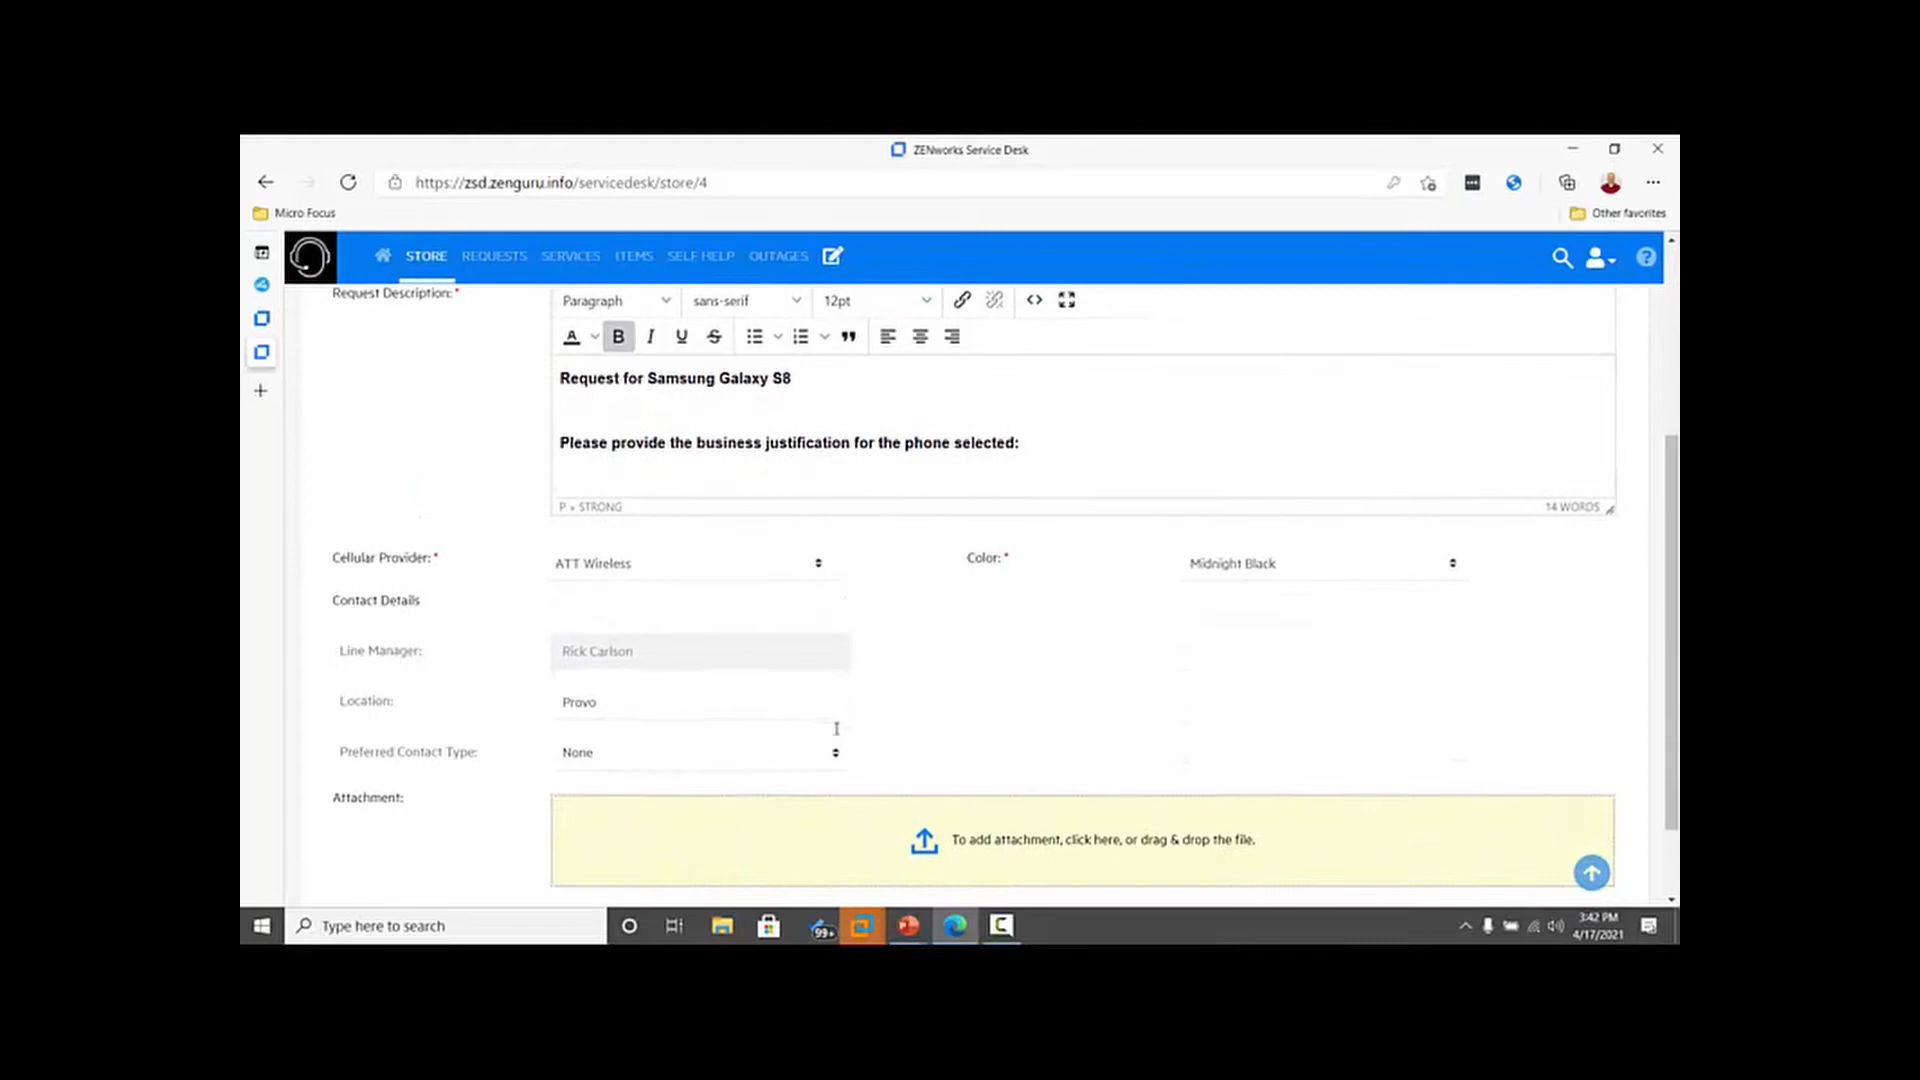 ZENworks Service Desk
https://zsd.zenguru.info/servicedesk/store/4
Micro Focus
Other favorites
STORE REQUESTS SERVICES ITEMS SELF HELP OUTAGES
Request Description: *
Paragraph sans-serif 12pt
A B I U S
Request for Samsung Galaxy S8
Please provide the business justification for the phone selected:
P » STRONG
14 WORDS
Cellular Provider: * ATT Wireless Color: * Midnight Black
Contact Details
Line Manager: Rick Carlson
Location: Provo
Preferred Contact Type: None
Attachment:
To add attachment, click here, or drag & drop the file.
Type here to search
99+
3:42 PM
4/17/2021